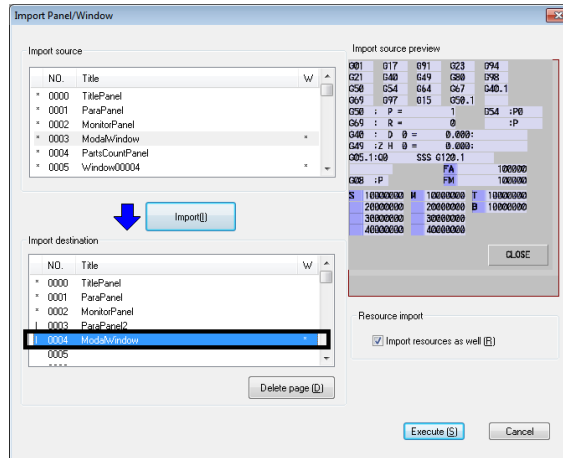 Import Panel/Window
Import source
NO. Title W
* 0000 TitlePanel
* 0001 ParaPanel
* 0002 MonitorPanel
* 0003 ModalWindow *
* 0004 PartsCountPanel
* 0005 Window00004 *
Import(I)
Import destination
NO. Title W
* 0000 TitlePanel
* 0001 ParaPanel
* 0002 MonitorPanel
I 0003 ParaPanel2
I 0004 ModalWindow *
0005
Delete page (D)
Import source preview
G01 G17 G91 G23 G94
G21 G40 G49 G80 G98
G50 G54 G64 G67 G40.1
G69 G97 G15 G50.1
G50 : P = 1 G54 :P0
G69 : R = 0 :P
G40 : D 0 = 0.000:
G49 :Z H 0 = 0.000:
G05.1:Q0 SSS G120.1
FA 100000
G08 :P FM 100000
S 10000000 M 10000000 T 10000000
20000000 20000000 B 10000000
30000000 30000000
40000000 40000000
CLOSE
Resource import
Import resources as well (R)
Execute (S) Cancel